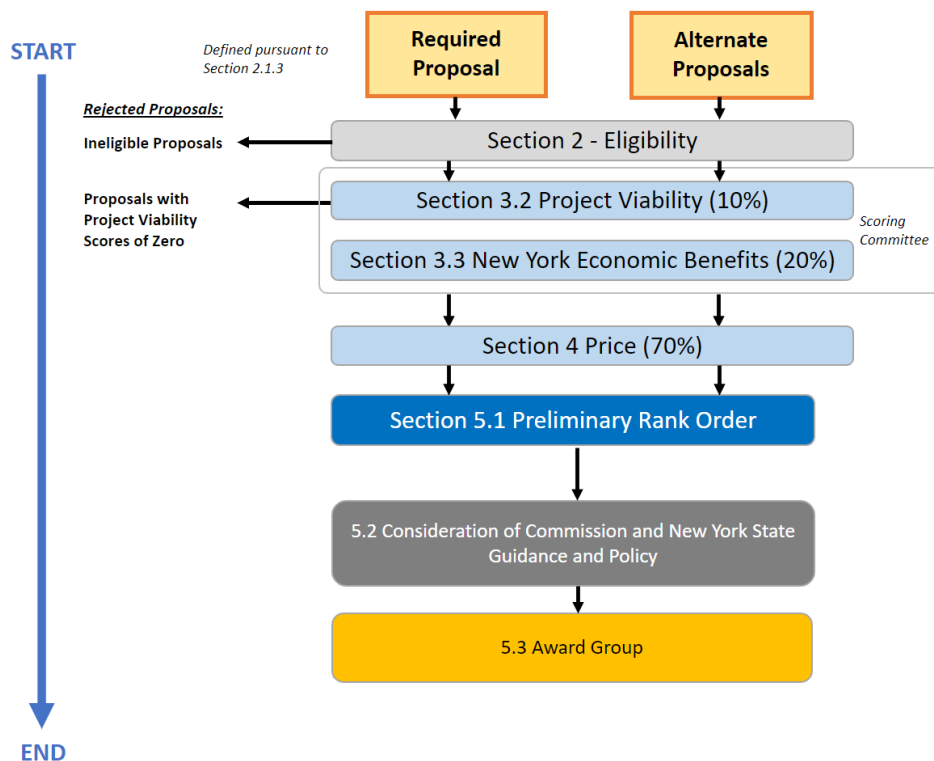 START
Defined pursuant to
Section 2.1.3
Required
Proposal
Alternate
Proposals
Rejected Proposals:
Ineligible Proposals
Section 2 - Eligibility
Proposals with
Project Viability
Scores of Zero
Section 3.2 Project Viability (10%)
Scoring
Committee
Section 3.3 New York Economic Benefits (20%)
Section 4 Price (70%)
Section 5.1 Preliminary Rank Order
5.2 Consideration of Commission and New York State
Guidance and Policy
5.3 Award Group
END